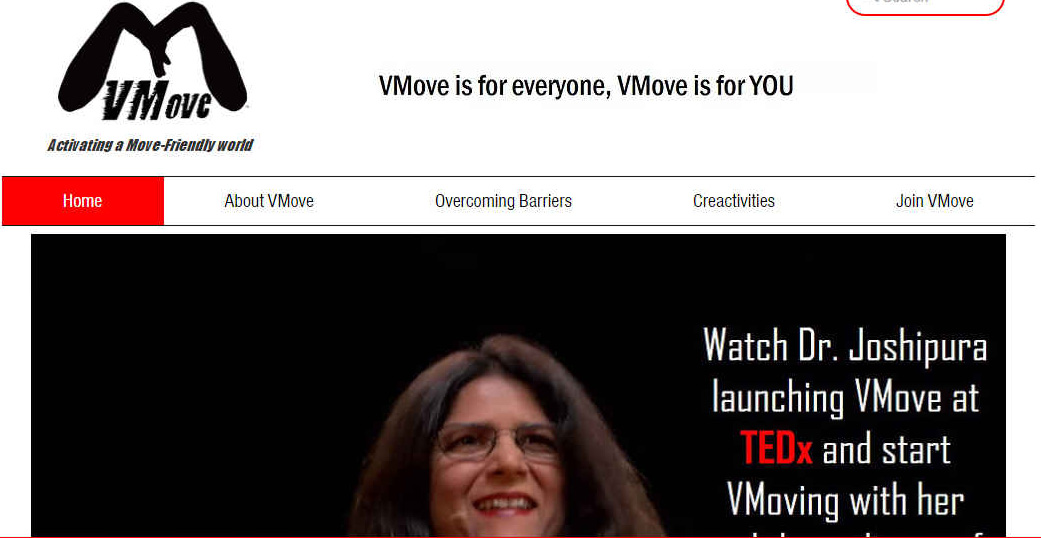 VMove
Activating a Move-Friendly world
VMove is for everyone, VMove is for YOU
Home
About VMove
Overcoming Barriers
Creactivities
Join VMove
Watch Dr. Joshipura
launching VMove at
TEDx and start
VMoving with her